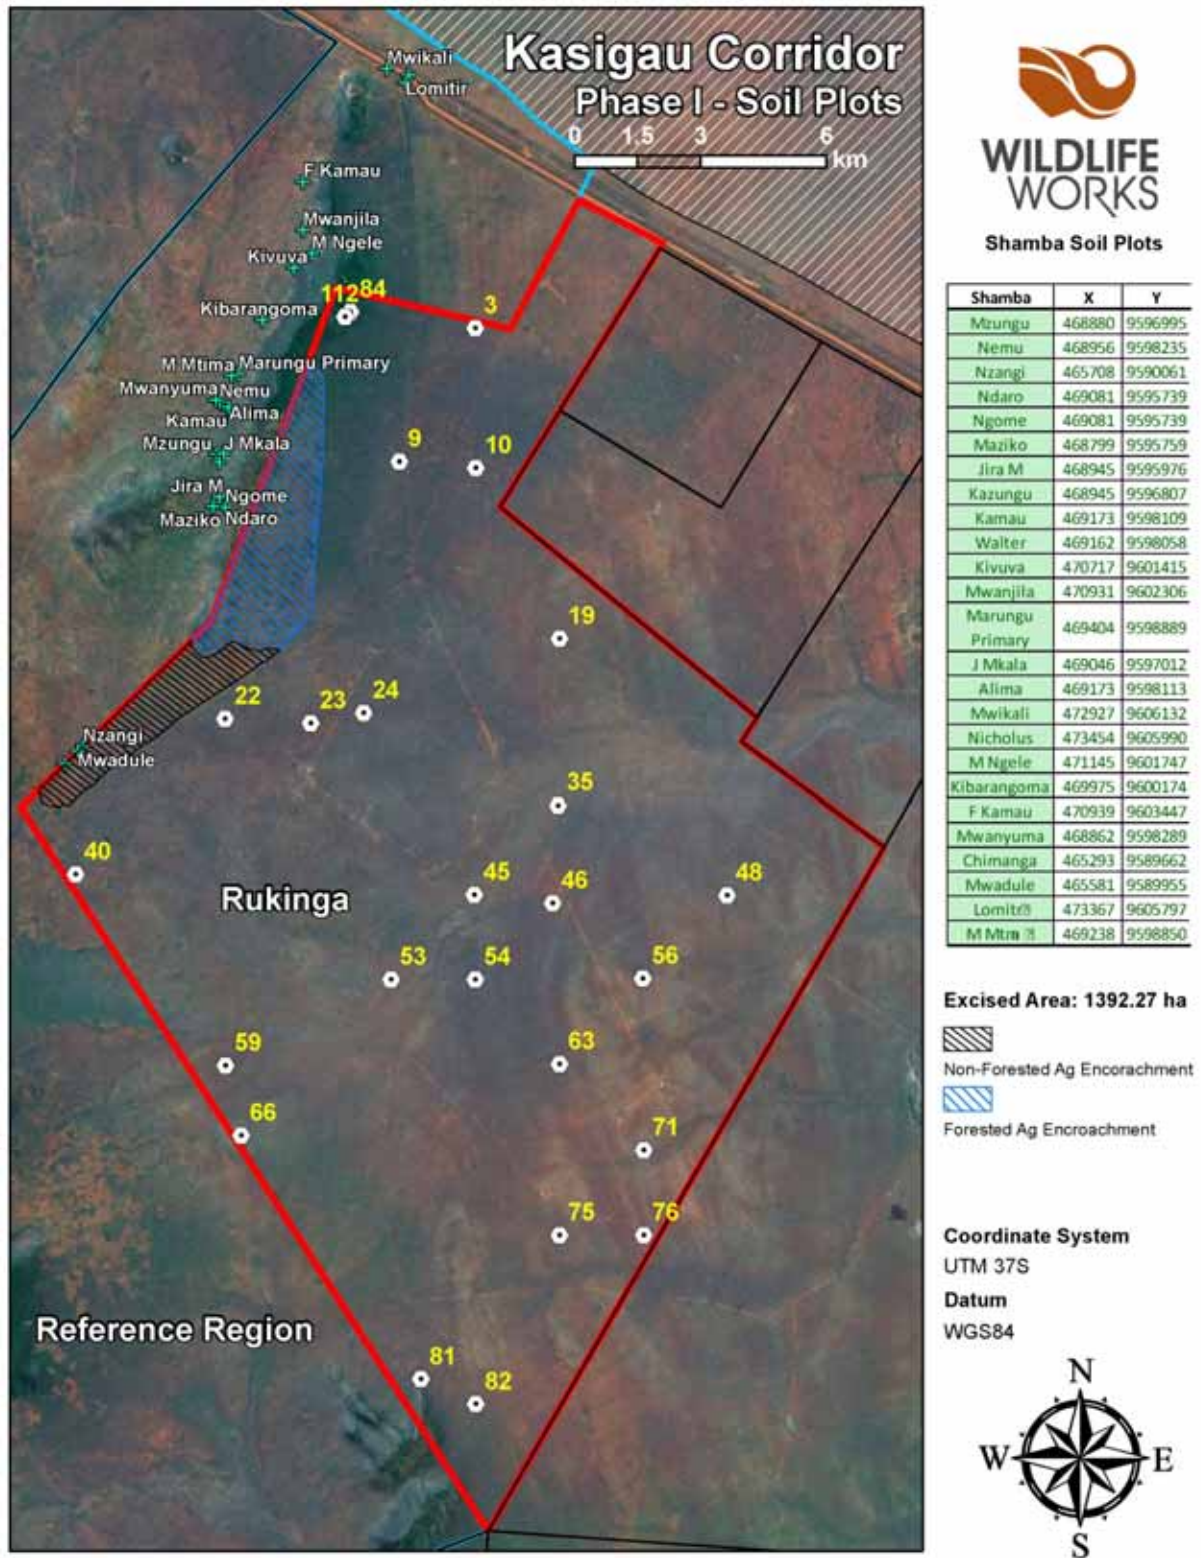 Kasigau Corridor
Phase I - Soil Plots
0 1.5 3 6
km
Mwikali
Lomitir
F Kamau
Mwanjila
M Ngele
Kivuva
112 84
3
Kibarangoma
M Mtima Marungu Primary
Mwanyuma Nemu
Alima
Kamau
Mzungu J Mkala
9
10
Jira M
Ngome
Maziko Ndaro
19
22
23
24
Nzangi
Mwadule
35
40
45
46
48
Rukinga
53
54
56
59
63
66
71
75
76
Reference Region
81
82
WILDLIFE
WORKS
Shamba Soil Plots
Shamba X Y
Mzungu 468880 9596995
Nemu 468956 9598235
Nzangi 465708 9590061
Ndaro 469081 9595739
Ngome 469081 9595739
Maziko 468799 9595759
Jira M 468945 9595976
Kazungu 468945 9596807
Kamau 469173 9598109
Walter 469162 9598058
Kivuva 470717 9601415
Mwanjila 470931 9602306
Marungu
Primary 469404 9598889
J Mkala 469046 9597012
Alima 469173 9598113
Mwikali 472927 9606132
Nicholus 473454 9605990
M Ngele 471145 9601747
Kibarangoma 469975 9600174
F Kamau 470939 9603447
Mwanyuma 468862 9598289
Chimanga 465293 9589662
Mwadule 465581 9589955
473367 9605797
469238 9598850
Excised Area: 1392.27 ha
Non-Forested Ag Encorachment
Forested Ag Encroachment
Coordinate System
UTM 37S
Datum
WGS84
N
W E
S